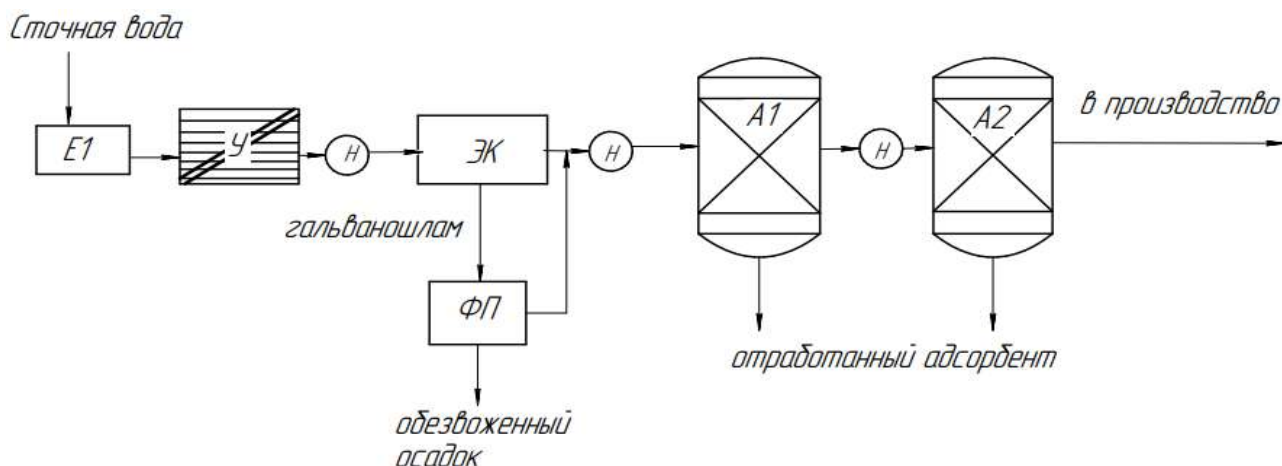 Сточная вода
Е1
У
Н
ЭК
Н
А1
Н
А2
в производство
гальваношлам
ФП
отработанный адсорбент
обезвоженный
осадок